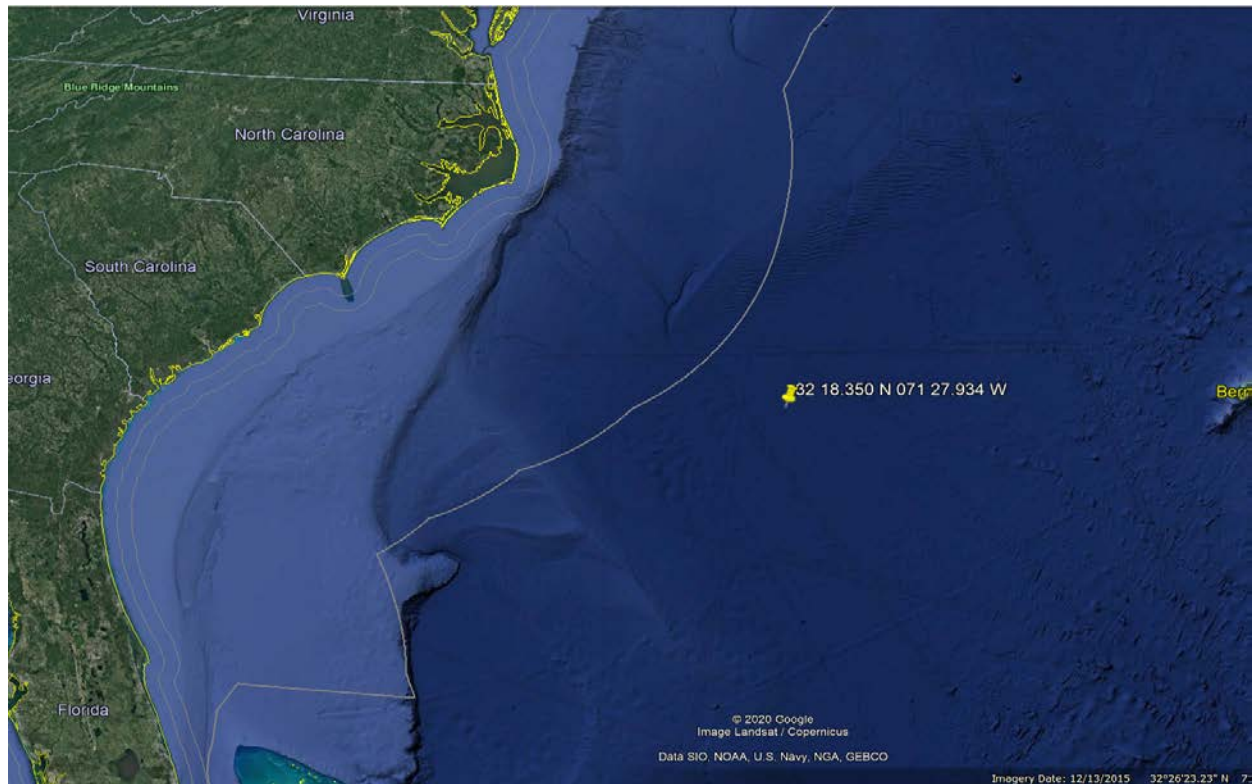 Virginia
Blue Ridge Mountains
North Carolina
South Carolina
eorgia
32 18.350 N 071 27.934 W
Ber
Florida
© 2020 Google
Image Landsat / Copernicus
Data SIO, NOAA, U.S. Navy, NGA, GEBCO
Imagery Date: 12/13/2015 32°26'23.23" N